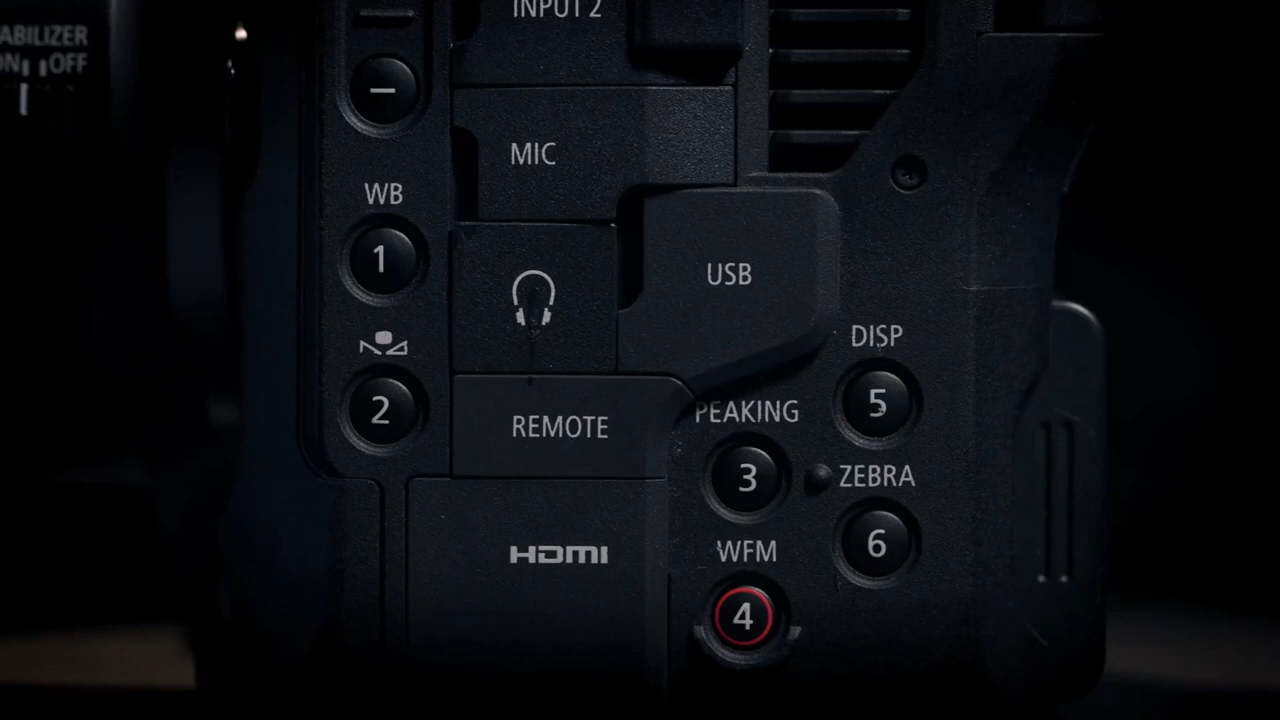 INPUT 2
ABILIZER
ON OFF
MIC
WB
1
USB
DISP
5
2
PEAKING
REMOTE
3
ZEBRA
6
HDMI
WFM
4